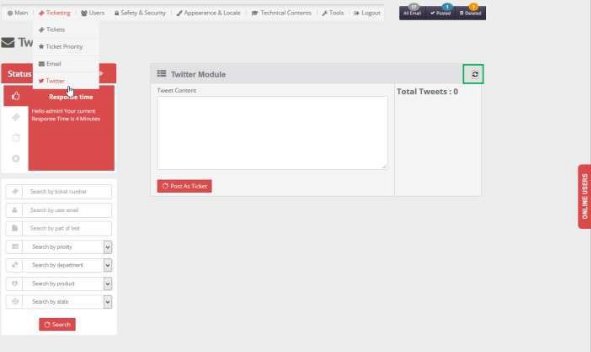 Main
Ticketing
Users
Safety & Security
Appearance & Locale
Technical Contents
Tools
Logout
All Email
Posted
Deleted
Tickets
Ticket Priority
Email
Twitter
Tw
Status
Response time
Hello admin! Your current
Response Time is 4 Minutes
Twitter Module
Tweet Content
Total Tweets : 0
Post As Ticket
Search by ticket number
Search by user email
Search by part of text
Search by priority
Search by department
Search by product
Search by state
Search
ONLINE USERS